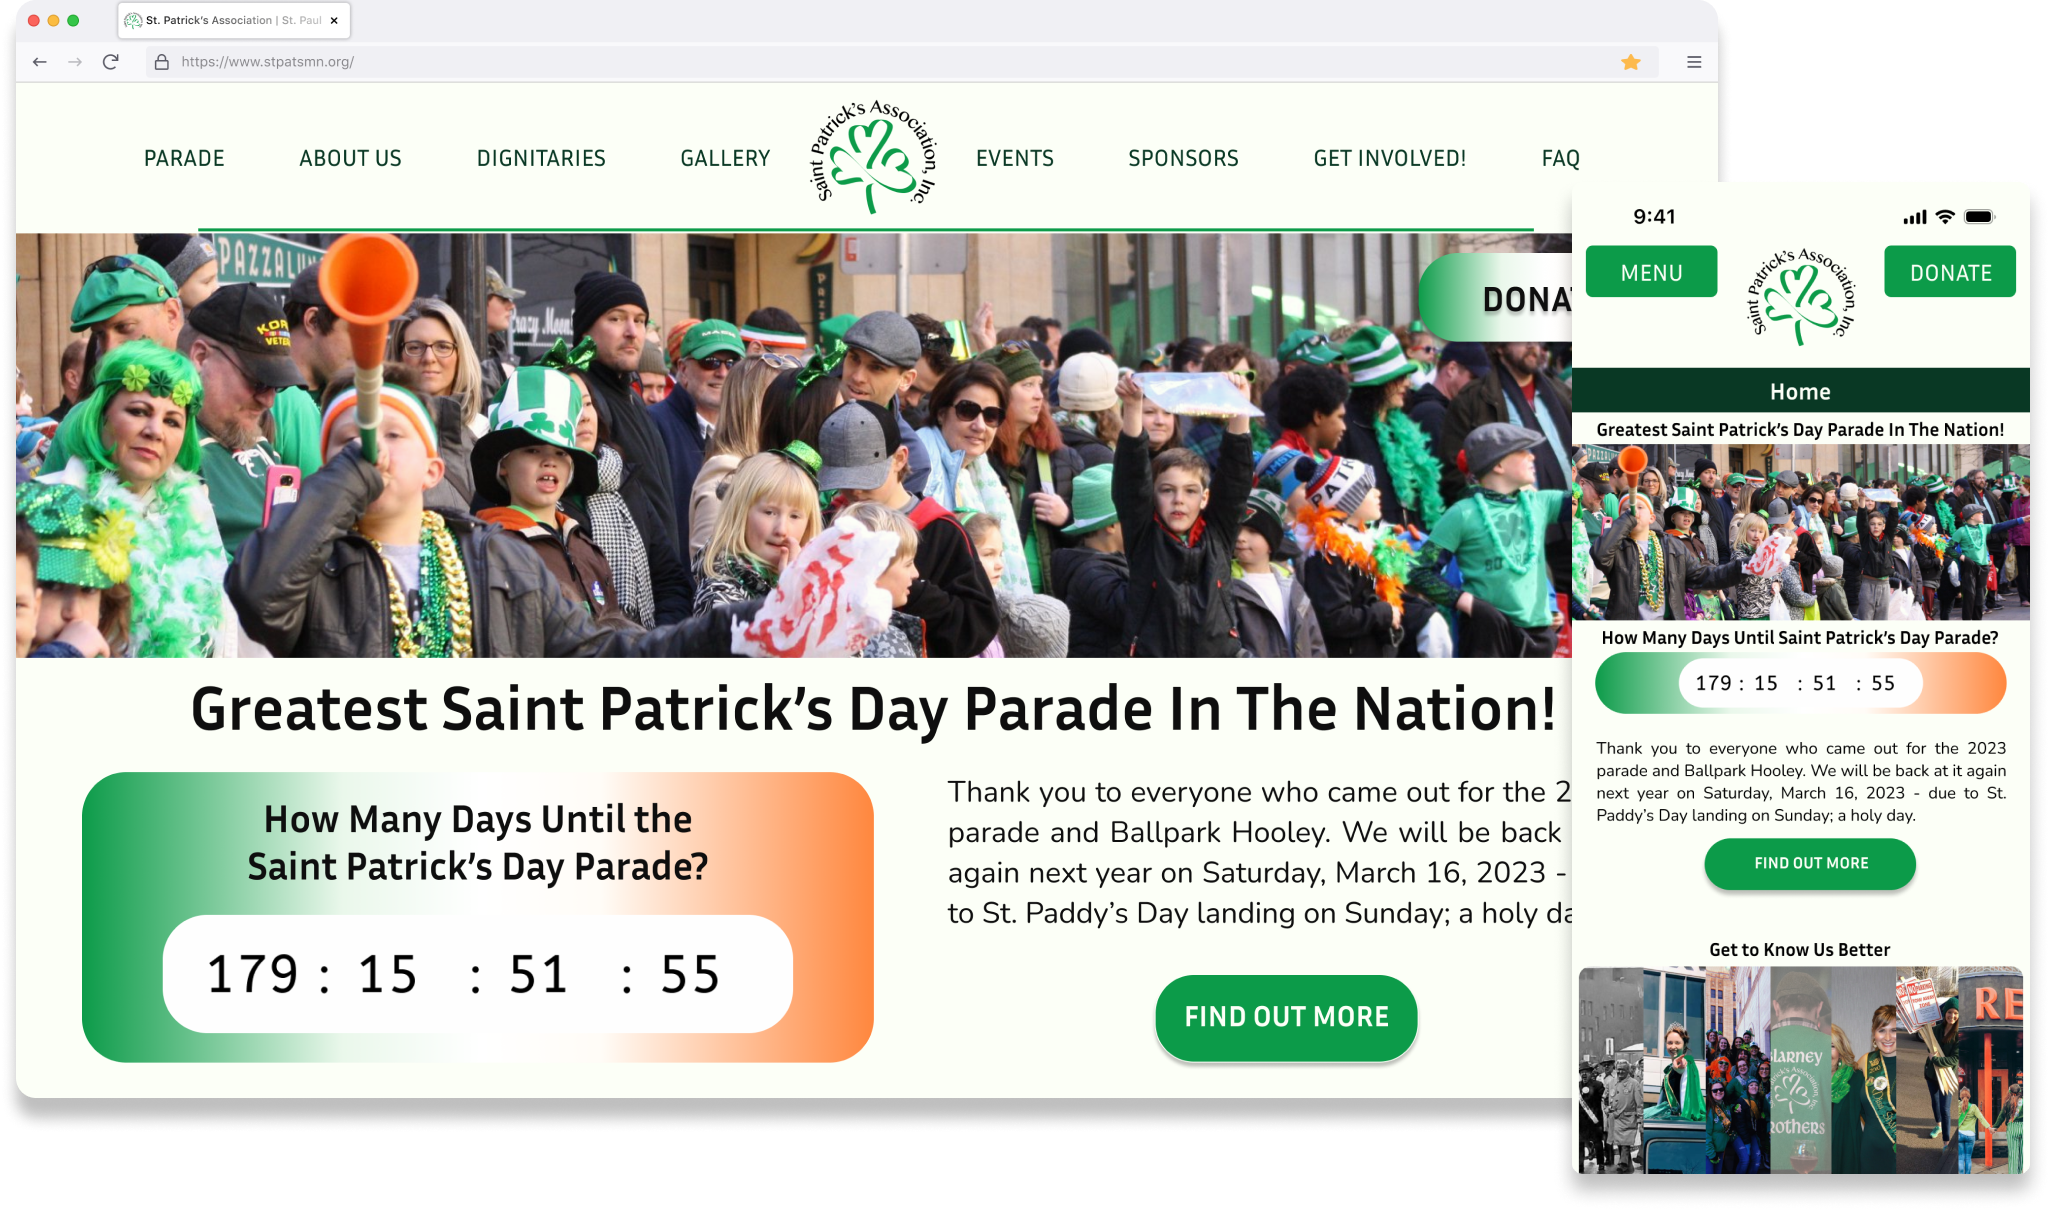 St. Patrick's Association | St. Paul
https://www.stpatsmn.org/
PARADE
ABOUT US
DIGNITARIES
GALLERY
Saint Patrick's Association, Inc.
EVENTS
SPONSORS
GET INVOLVED!
FAQ
PAZZALUN
KOR
VETE
crazy Moon
DONAT
PATR
Greatest Saint Patrick's Day Parade In The Nation!
How Many Days Until the
Saint Patrick's Day Parade?
179 : 15 : 51 : 55
Thank you to everyone who came out for the 2
parade and Ballpark Hooley. We will be back
again next year on Saturday, March 16, 2023 -
to St. Paddy's Day landing on Sunday; a holy da
FIND OUT MORE
9:41
MENU
Saint Patrick's Association, Inc.
DONATE
Home
Greatest Saint Patrick's Day Parade In The Nation!
How Many Days Until Saint Patrick's Day Parade?
179 : 15 : 51 : 55
Thank you to everyone who came out for the 2023
parade and Ballpark Hooley. We will be back at it again
next year on Saturday, March 16, 2023 - due to St.
Paddy's Day landing on Sunday; a holy day.
FIND OUT MORE
Get to Know Us Better
LARNEY
rothers
RE